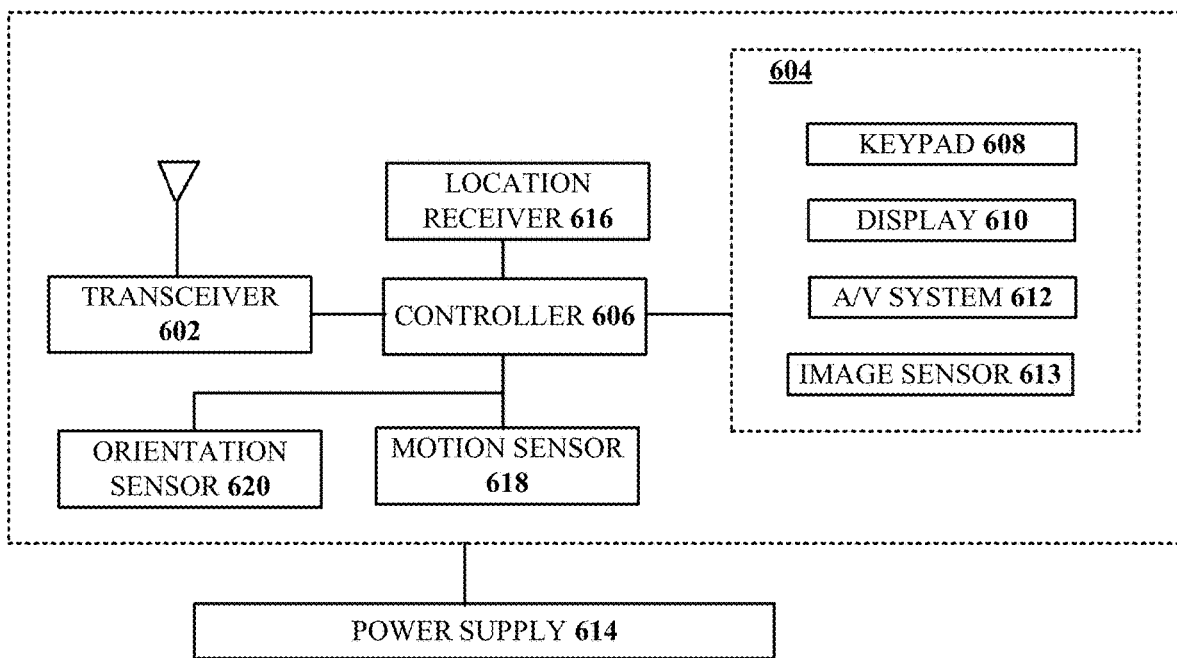 604
KEYPAD 608
DISPLAY 610
A/V SYSTEM 612
IMAGE SENSOR 613
LOCATION
RECEIVER 616
TRANSCEIVER
602
CONTROLLER 606
ORIENTATION
SENSOR 620
MOTION SENSOR
618
POWER SUPPLY 614